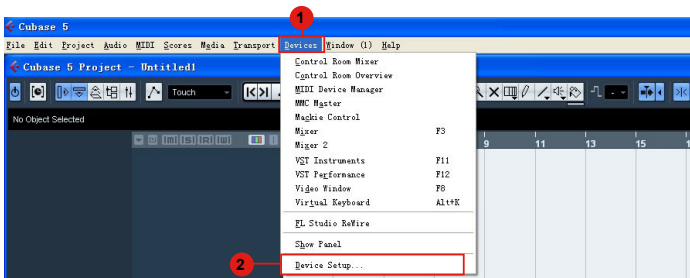 1
Cubase 5
File Edit Project Audio MIDI Scores Media Transport Devices Window (1) Help
Cubase 5 Project - Untitled1
Touch
No Object Selected
9 11 13 15
Control Room Mixer
Control Room Overview
MIDI Device Manager
MMC Master
Mackie Control
Mixer F3
Mixer 2
VST Instruments F11
VST Performance F12
Video Window F8
Virtual Keyboard Alt+K
FL Studio ReWire
Show Panel
2
Device Setup...